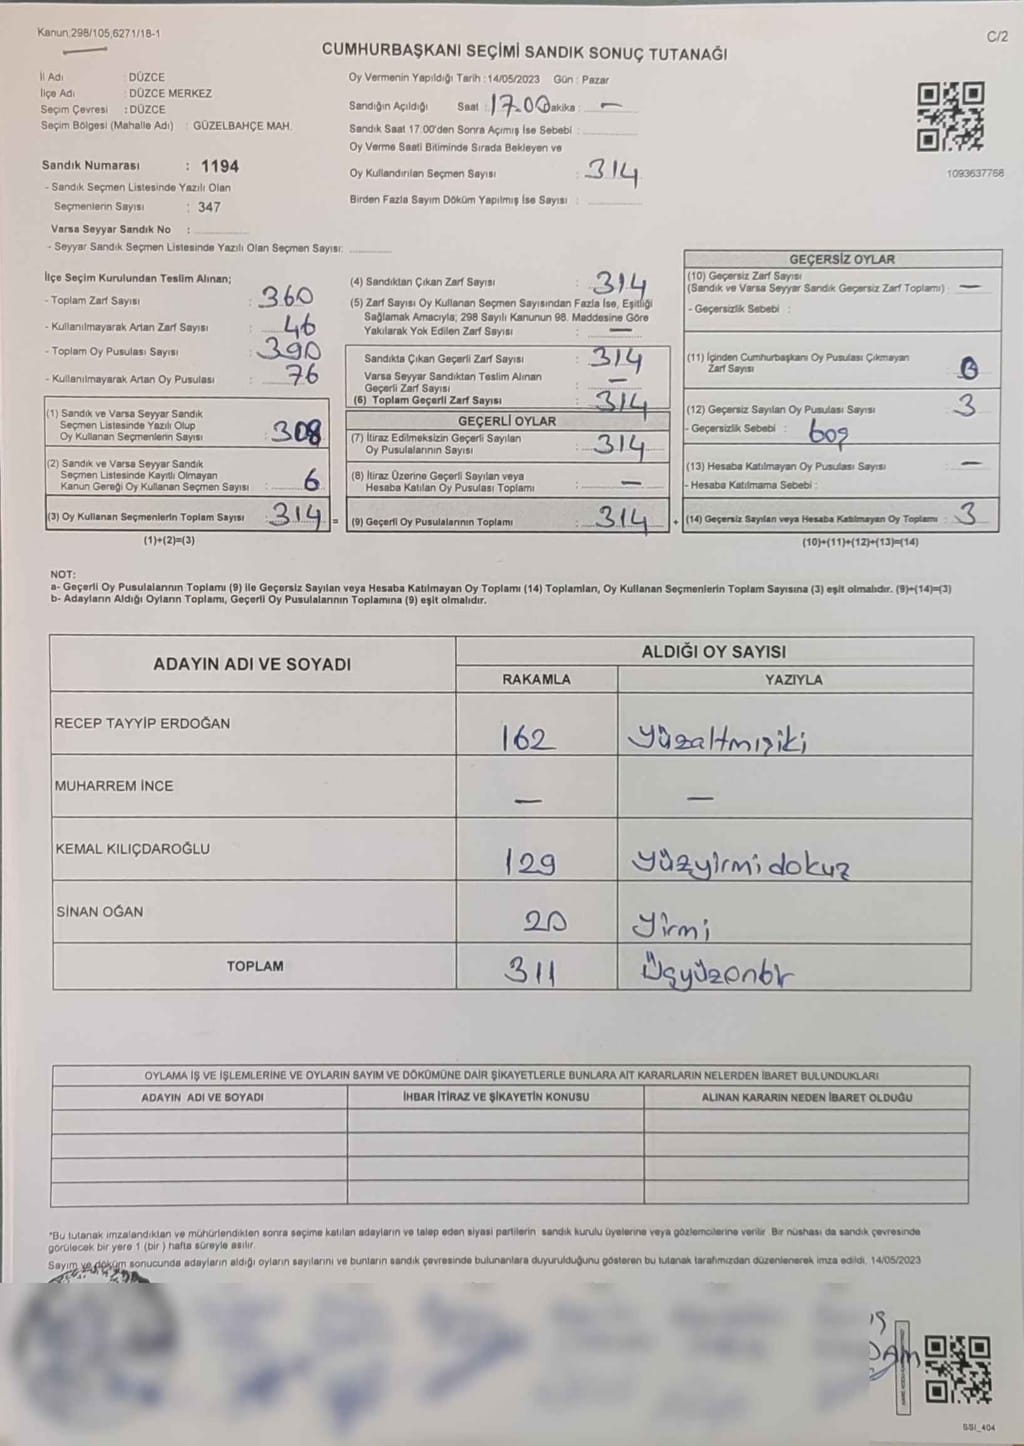 Kanun;298/105,6271/18-1
C/2
CUMHURBAŞKANI SEÇİMİ SANDIK SONUÇ TUTANAĞI
İl Adı : DÜZCE
İlçe Adı : DÜZCE MERKEZ
Seçim Çevresi : DÜZCE
Seçim Bölgesi (Mahalle Adı) : GÜZELBAHÇE MAH.
Sandık Numarası : 1194
- Sandık Seçmen Listesinde Yazılı Olan
Seçmenlerin Sayısı : 347
Varsa Seyyar Sandık No :
- Seyyar Sandık Seçmen Listesinde Yazılı Olan Seçmen Sayısı:
Oy Vermenin Yapıldığı Tarih : 14/05/2023 Gün : Pazar
Sandığın Açıldığı Saat : 17.00 Dakika : —
Sandık Saat 17:00'den Sonra Açımış İse Sebebi :
Oy Verme Saati Bitiminde Sırada Bekleyen ve
Oy Kullandırılan Seçmen Sayısı : 314
Birden Fazla Sayım Döküm Yapılmış İse Sayısı :
1093637768
İlçe Seçim Kurulundan Teslim Alınan;
- Toplam Zarf Sayısı : 360
- Kullanılmayarak Artan Zarf Sayısı : 46
- Toplam Oy Pusulası Sayısı : 390
- Kullanılmayarak Artan Oy Pusulası : 76
(1) Sandık ve Varsa Seyyar Sandık
Seçmen Listesinde Yazılı Olup
Oy Kullanan Seçmenlerin Sayısı : 308
(2) Sandık ve Varsa Seyyar Sandık
Seçmen Listesinde Kayıtlı Olmayan
Kanun Gereği Oy Kullanan Seçmen Sayısı : 6
(3) Oy Kullanan Seçmenlerin Toplam Sayısı : 314 =
(1)+(2)=(3)
(4) Sandıktan Çıkan Zarf Sayısı : 314
(5) Zarf Sayısı Oy Kullanan Seçmen Sayısından Fazla İse, Eşitliği
Sağlamak Amacıyla; 298 Sayılı Kanunun 98. Maddesine Göre
Yakılarak Yok Edilen Zarf Sayısı : —
Sandıkta Çıkan Geçerli Zarf Sayısı : 314
Varsa Seyyar Sandıktan Teslim Alınan
Geçerli Zarf Sayısı : —
(6) Toplam Geçerli Zarf Sayısı : 314
GEÇERLİ OYLAR
(7) İtiraz Edilmeksizin Geçerli Sayılan
Oy Pusulalarının Sayısı : 314
(8) İtiraz Üzerine Geçerli Sayılan veya
Hesaba Katılan Oy Pusulası Toplamı : —
(9) Geçerli Oy Pusulalarının Toplamı : 314 +
GEÇERSİZ OYLAR
(10) Geçersiz Zarf Sayısı
(Sandık ve Varsa Seyyar Sandık Geçersiz Zarf Toplamı) : —
- Geçersizlik Sebebi :
(11) İçinden Cumhurbaşkanı Oy Pusulası Çıkmayan
Zarf Sayısı : 0
(12) Geçersiz Sayılan Oy Pusulası Sayısı : 3
- Geçersizlik Sebebi : boş
(13) Hesaba Katılmayan Oy Pusulası Sayısı : —
- Hesaba Katılmama Sebebi :
(14) Geçersiz Sayılan veya Hesaba Katılmayan Oy Toplamı : 3
(10)+(11)+(12)+(13)=(14)
NOT:
a- Geçerli Oy Pusulalarının Toplamı (9) ile Geçersiz Sayılan veya Hesaba Katılmayan Oy Toplamı (14) Toplamları, Oy Kullanan Seçmenlerin Toplam Sayısına (3) eşit olmalıdır. (9)+(14)=(3)
b- Adayların Aldığı Oyların Toplamı, Geçerli Oy Pusulalarının Toplamına (9) eşit olmalıdır.
ADAYIN ADI VE SOYADI
ALDIĞI OY SAYISI
RAKAMLA YAZIYLA
RECEP TAYYİP ERDOĞAN 162 Yüzaltmışiki
MUHARREM İNCE — —
KEMAL KILIÇDAROĞLU 129 yüzyirmi dokuz
SİNAN OĞAN 20 yirmi
TOPLAM 311 Üçyüzonbir
OYLAMA İŞ VE İŞLEMLERİNE VE OYLARIN SAYIM VE DÖKÜMÜNE DAİR ŞİKAYETLERLE BUNLARA AİT KARARLARIN NELERDEN İBARET BULUNDUKLARI
ADAYIN ADI VE SOYADI İHBAR İTİRAZ VE ŞİKAYETİN KONUSU ALINAN KARARIN NEDEN İBARET OLDUĞU
*Bu tutanak imzalandıktan ve mühürlendikten sonra seçime katılan adayların ve talep eden siyasi partilerin sandık kurulu üyelerine veya gözlemcilerine verilir. Bir nüshası da sandık çevresinde
görülecek bir yere 1 (bir) hafta süreyle asılır.
Sayım ve döküm sonucunda adayların aldığı oyların sayılarını ve bunların sandık çevresinde bulunanlara duyurulduğunu gösteren bu tutanak tarafımızdan düzenlenerek imza edildi. 14/05/2023
SSI_404